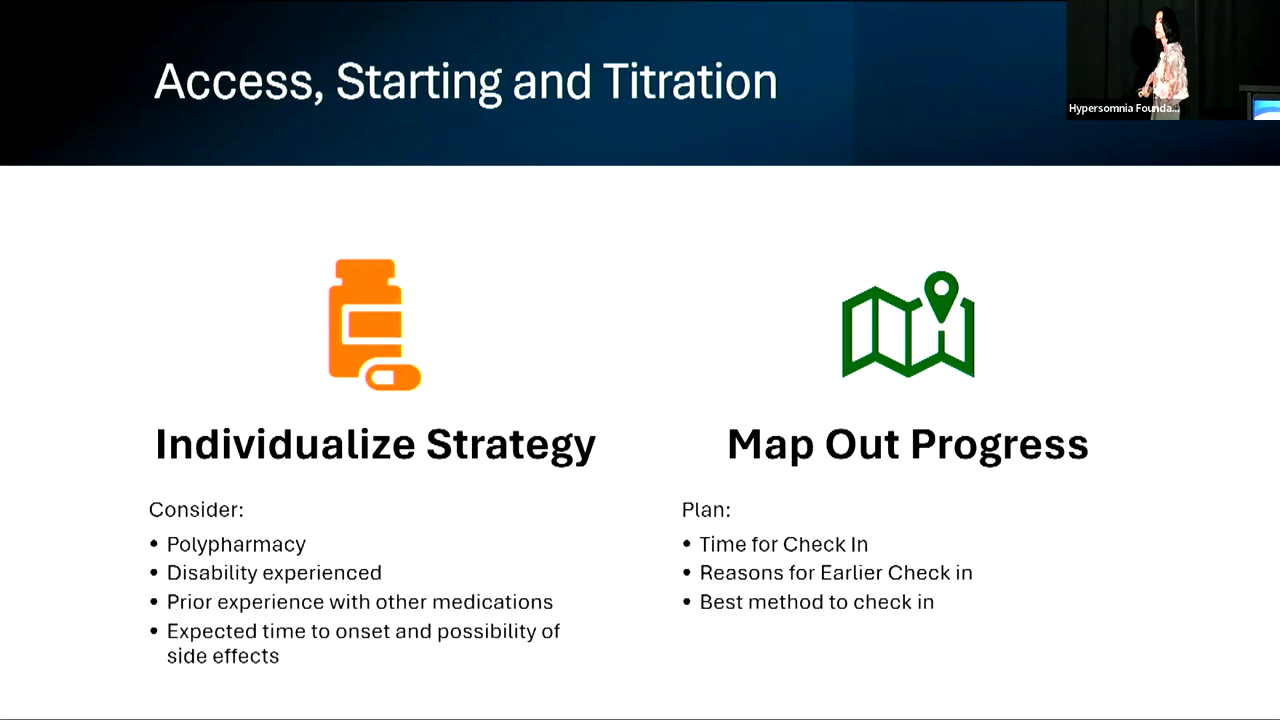 Access, Starting and Titration
Hypersomnia Founda...
Individualize Strategy
Consider:
• Polypharmacy
• Disability experienced
• Prior experience with other medications
• Expected time to onset and possibility of
side effects
Map Out Progress
Plan:
• Time for Check In
• Reasons for Earlier Check in
• Best method to check in